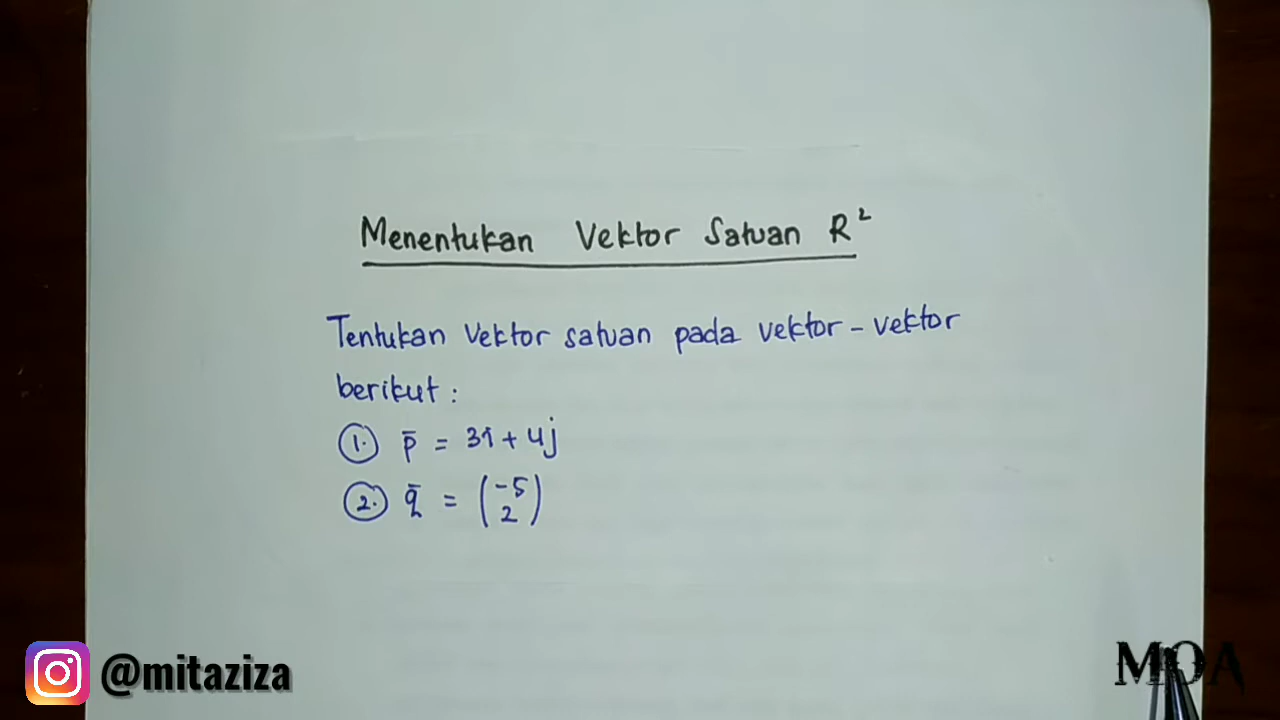 Menentukan Vektor Satuan R²
Tentukan vektor satuan pada vektor-vektor
berikut :
1. p̄ = 3i + 4j
2. q̄ = (-5
2)
@mitaziza
MOA